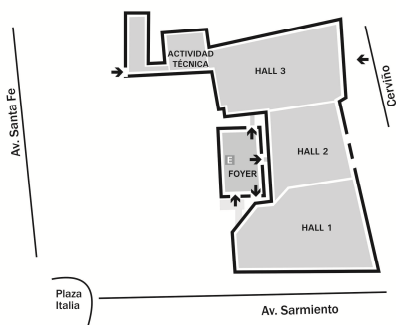 ACTIVIDAD
TÉCNICA
HALL 3
Cerviño
Av. Santa Fe
HALL 2
E
FOYER
HALL 1
Plaza
Italia
Av. Sarmiento